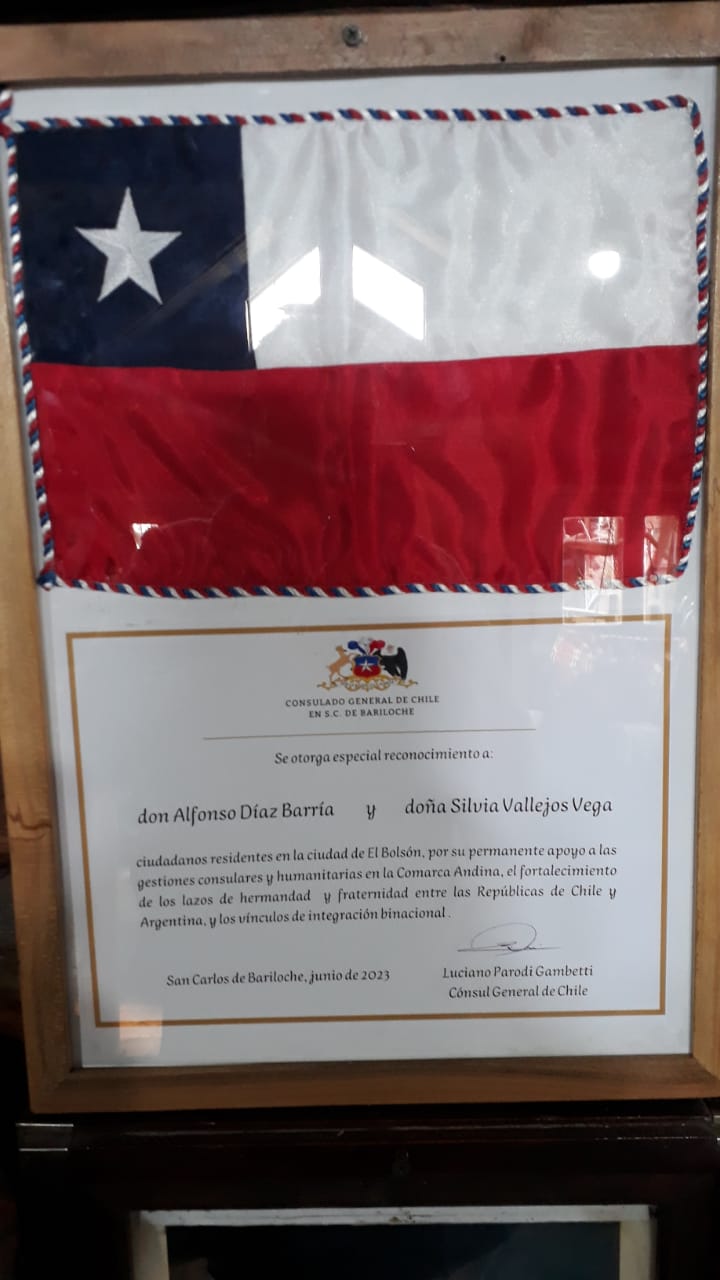 CONSULADO GENERAL DE CHILE
EN S.C. DE BARILOCHE
Se otorga especial reconocimiento a:
don Alfonso Díaz Barría y doña Silvia Vallejos Vega
ciudadanos residentes en la ciudad de El Bolsón, por su permanente apoyo a las
gestiones consulares y humanitarias en la Comarca Andina, el fortalecimiento
de los lazos de hermandad y fraternidad entre las Repúblicas de Chile y
Argentina, y los vínculos de integración binacional.
San Carlos de Bariloche, junio de 2023
Luciano Parodi Gambetti
Cónsul General de Chile